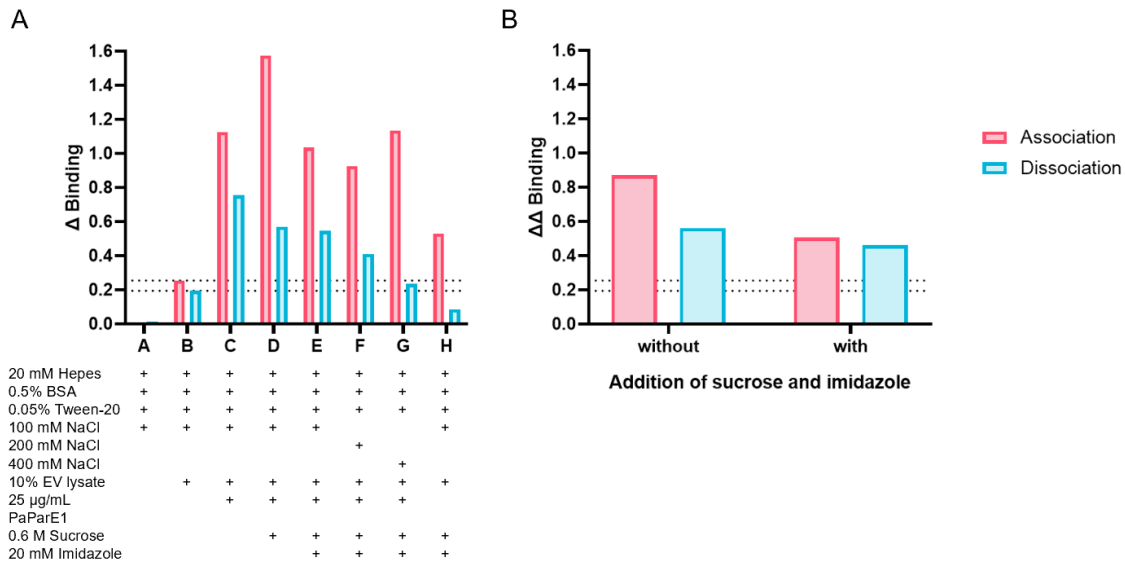 A
1.6
1.4
1.2
1.0
0.8
0.6
0.4
0.2
0.0
Δ Binding
A B C D E F G H
20 mM Hepes + + + + + + + +
0.5% BSA + + + + + + + +
0.05% Tween-20 + + + + + + + +
100 mM NaCl + + + + + +
200 mM NaCl +
400 mM NaCl +
10% EV lysate + + + + + + +
25 µg/mL + + + + +
PaParE1
0.6 M Sucrose + + + + +
20 mM Imidazole + + + +
B
1.6
1.4
1.2
1.0
0.8
0.6
0.4
0.2
0.0
ΔΔ Binding
without with
Addition of sucrose and imidazole
Association
Dissociation